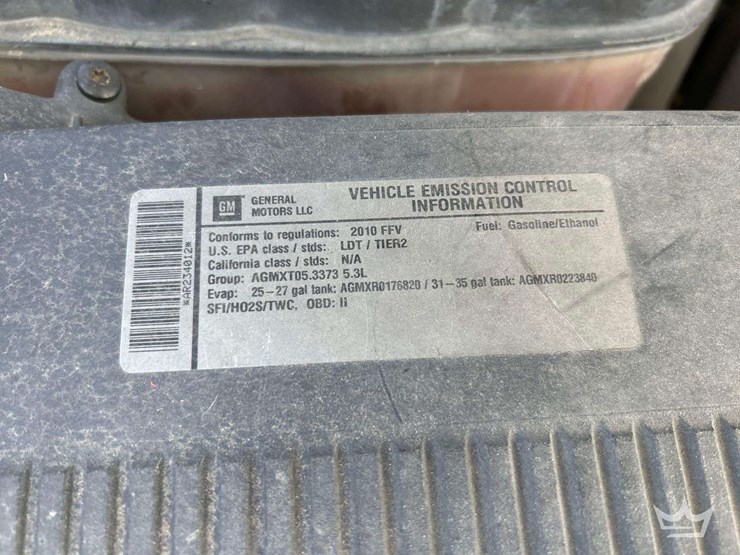 *AR234012*
GM
GENERAL
MOTORS LLC
VEHICLE EMISSION CONTROL
INFORMATION
Conforms to regulations: 2010 FFV
Fuel: Gasoline/Ethanol
U.S. EPA class / stds: LDT / TIER2
California class / stds: N/A
Group: AGMXT05.3373 5.3L
Evap: 25-27 gal tank: AGMXR0176820 / 31-35 gal tank: AGMXR0223840
SFI/HO2S/TWC, OBD: II